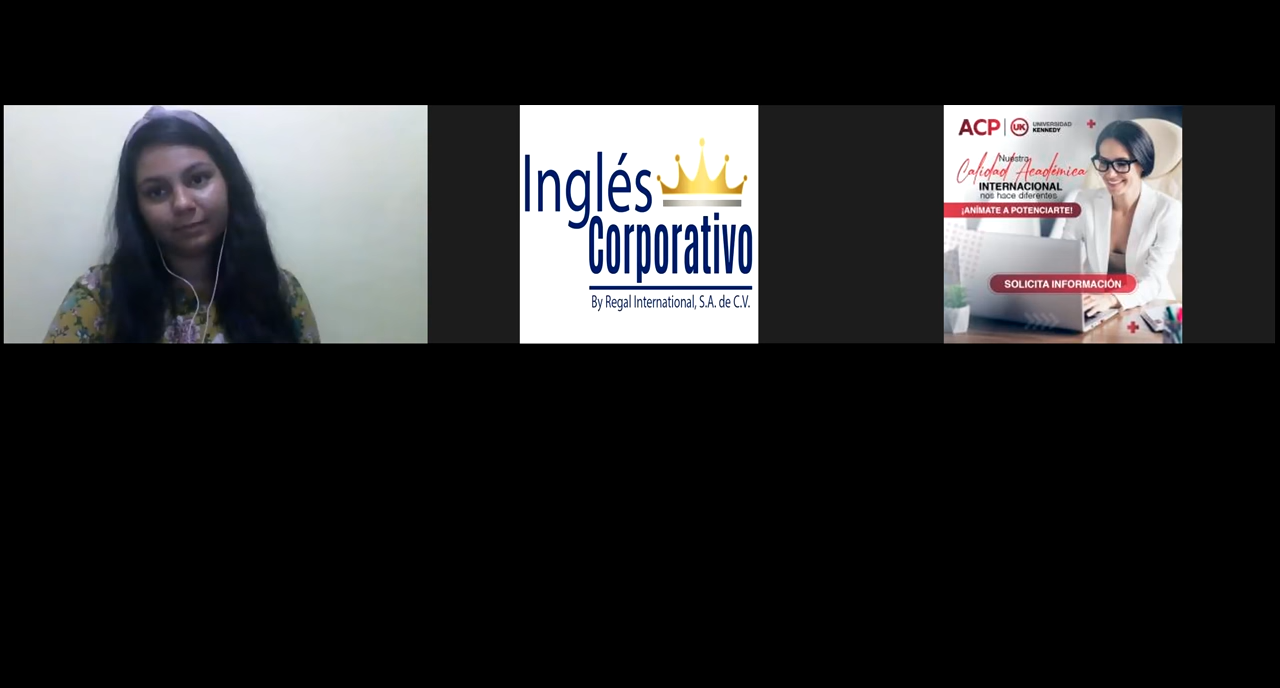 Inglés
Corporativo
By Regal International, S.A. de C.V.
ACP UK UNIVERSIDAD
KENNEDY
Nuestra
Calidad Académica
INTERNACIONAL
nos hace diferentes
¡ANÍMATE A POTENCIARTE!
SOLICITA INFORMACIÓN